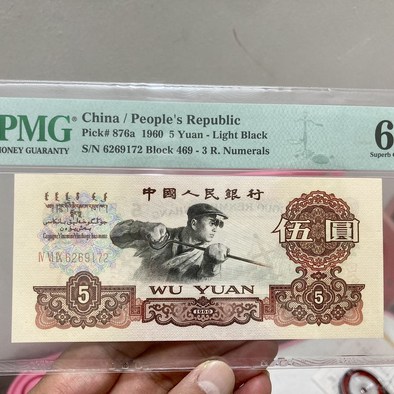 PMG
MONEY GUARANTY
China / People's Republic
Pick# 876a 1960 5 Yuan - Light Black
S/N 6269172 Block 469 - 3 R. Numerals
6
Superb
中國人民銀行
IV VI IX 6269172
伍圓
WU YUAN
5
1960
5